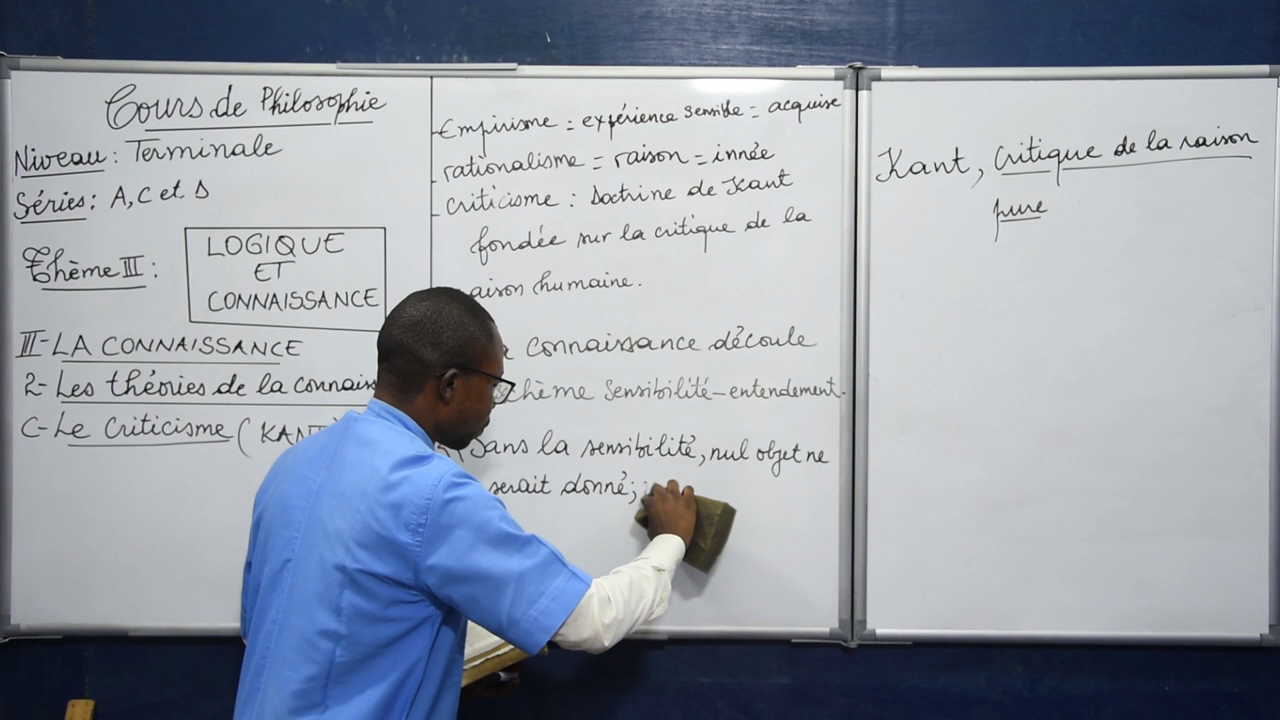 Cours de Philosophie
Niveau : Terminale
Séries : A, C et D
Thème III :
LOGIQUE
ET
CONNAISSANCE
III- LA CONNAISSANCE
2- Les théories de la connais
C- Le Criticisme ( KANT
- Empirisme = expérience sensible = acquise
- rationalisme = raison = innée
- criticisme : Doctrine de Kant
fondée sur la critique de la
aison humaine.
connaissance découle
schème sensibilité-entendement.
Sans la sensibilité, nul objet ne
serait donné;
Kant, Critique de la raison
pure